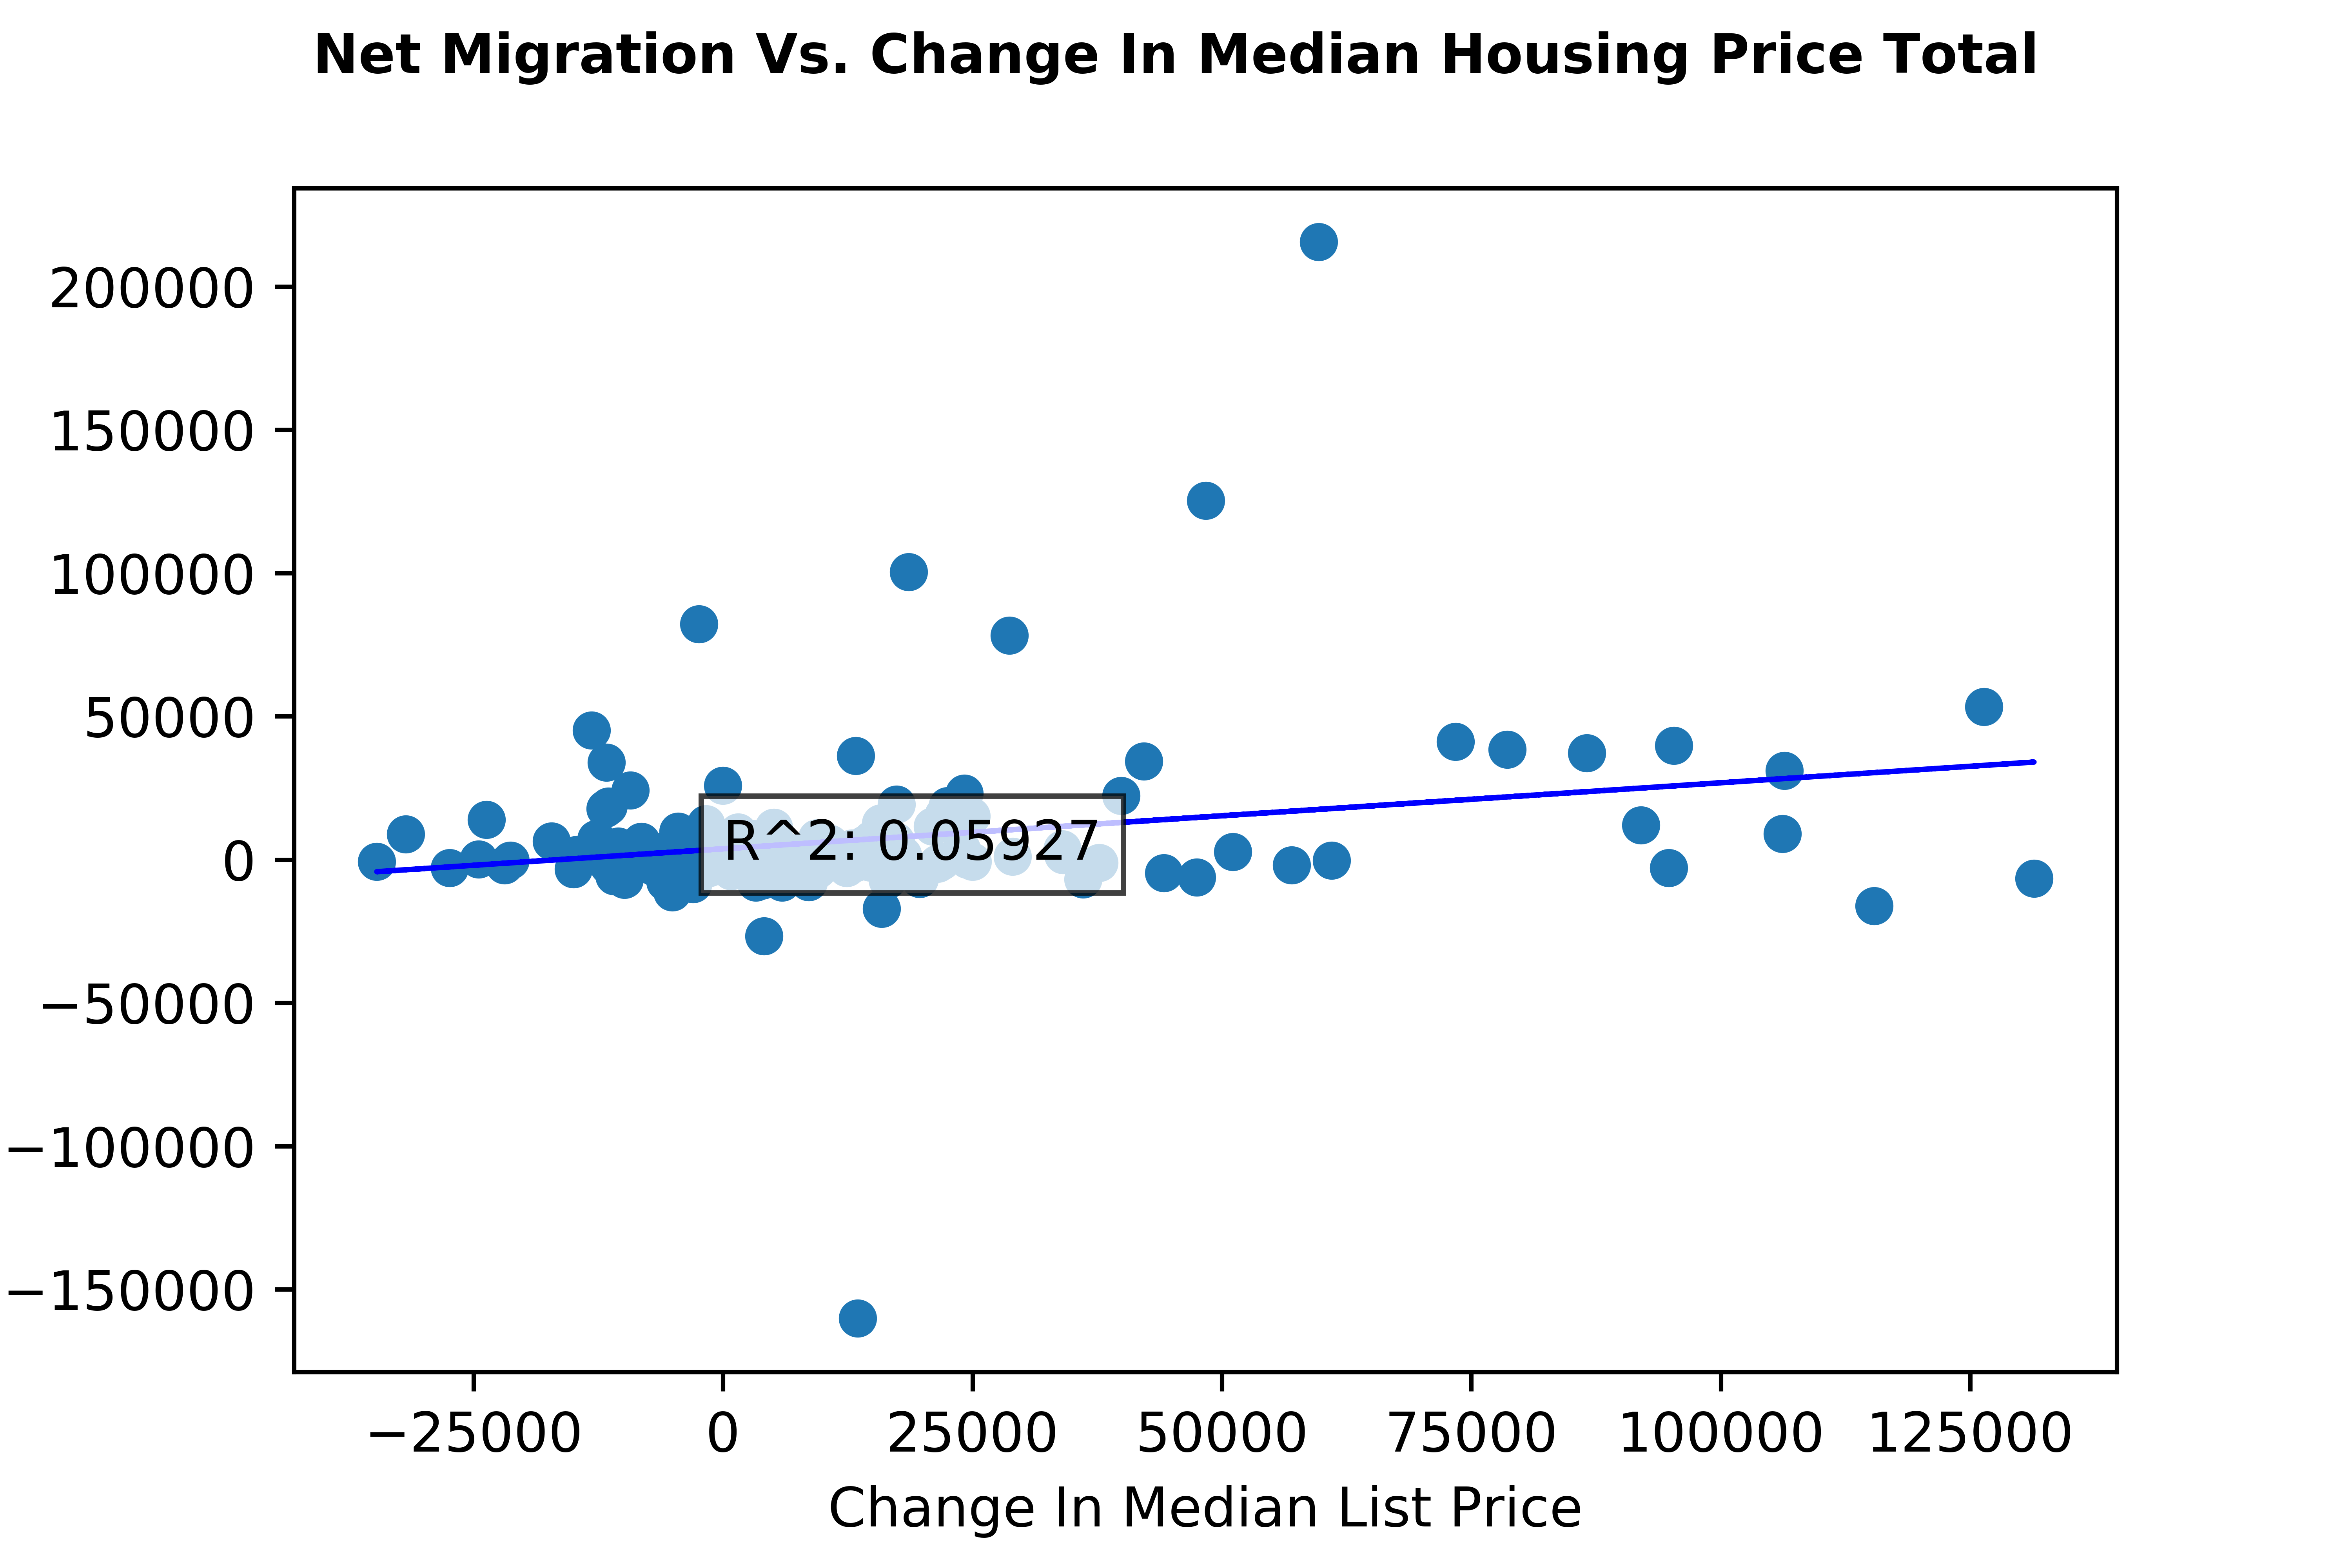 Net Migration Vs. Change In Median Housing Price Total
200000
150000
100000
50000
0
−50000
−100000
−150000
R^2: 0.05927
−25000 0 25000 50000 75000 100000 125000
Change In Median List Price